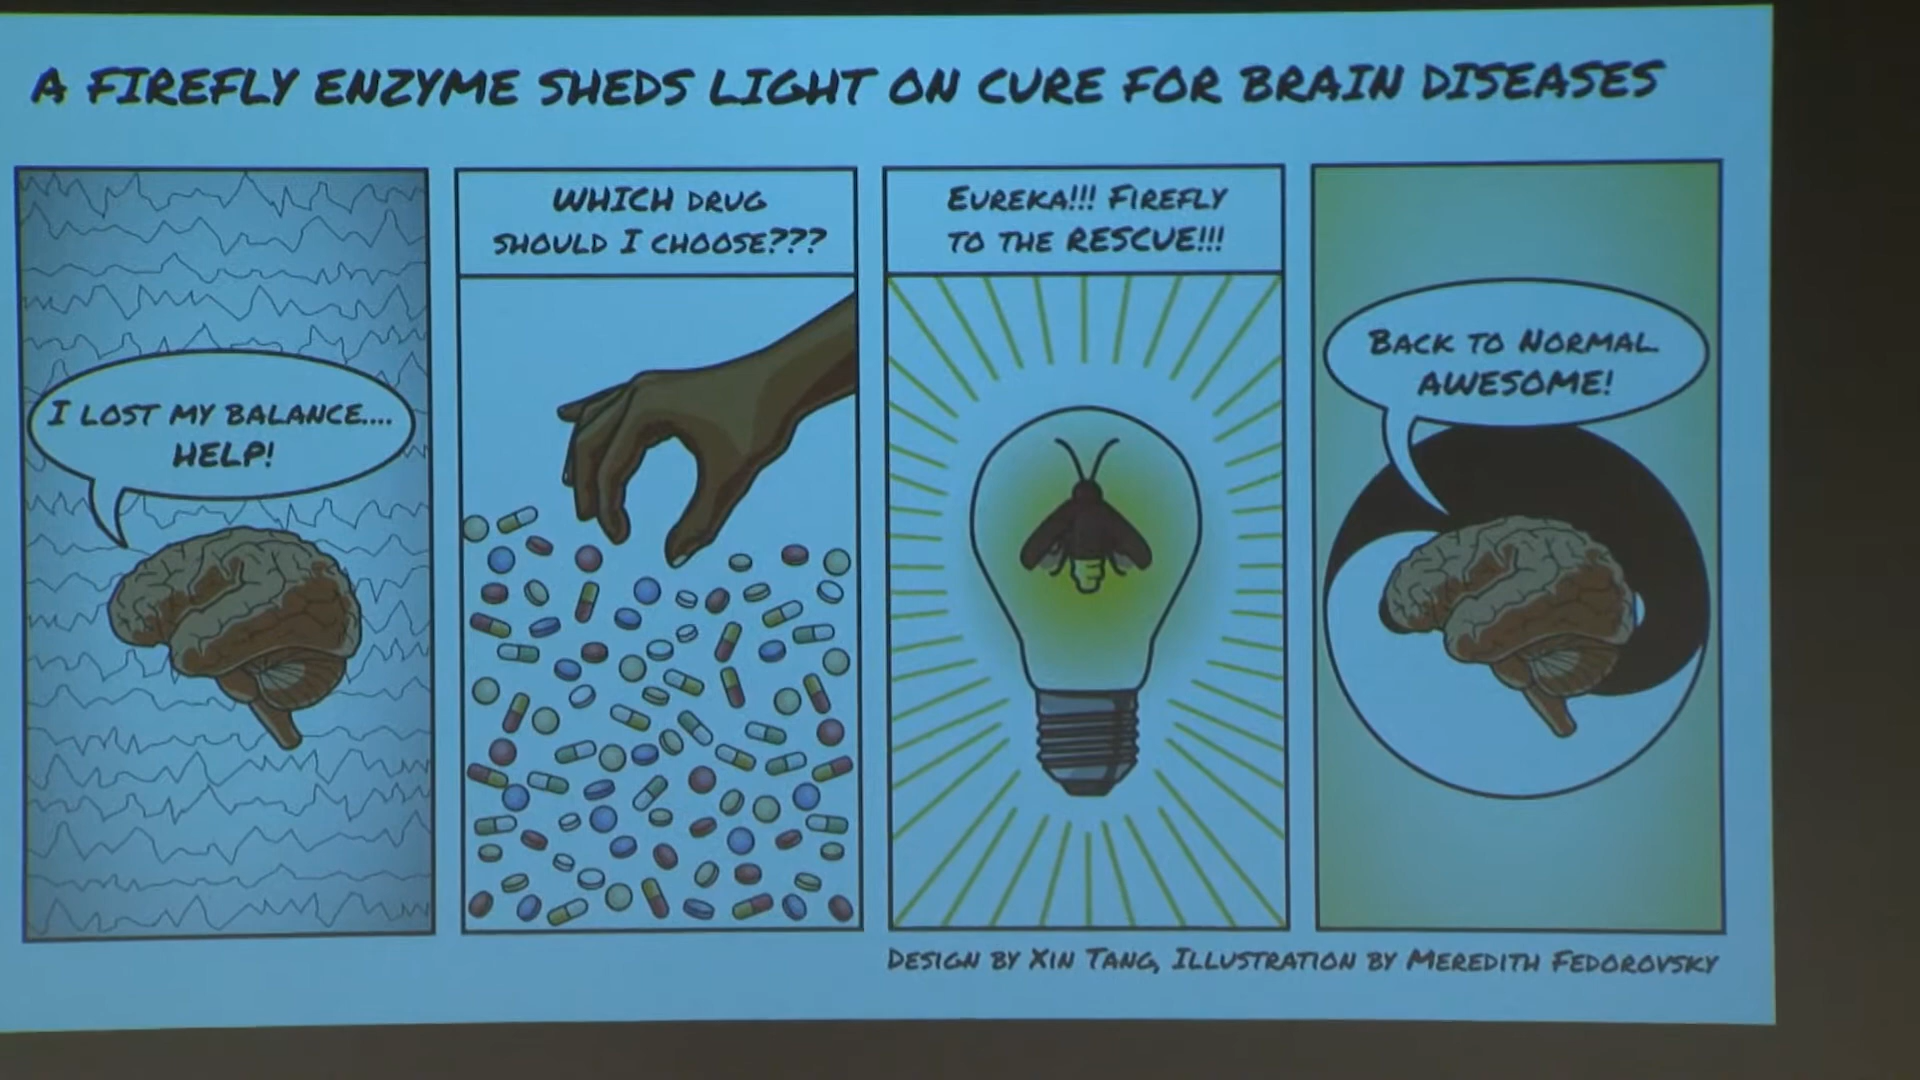 A FIREFLY ENZYME SHEDS LIGHT ON CURE FOR BRAIN DISEASES
I LOST MY BALANCE....
HELP!
WHICH DRUG
SHOULD I CHOOSE???
EUREKA!!! FIREFLY
TO THE RESCUE!!!
BACK TO NORMAL
AWESOME!
DESIGN BY XIN TANG, ILLUSTRATION BY MEREDITH FEDOROVSKY